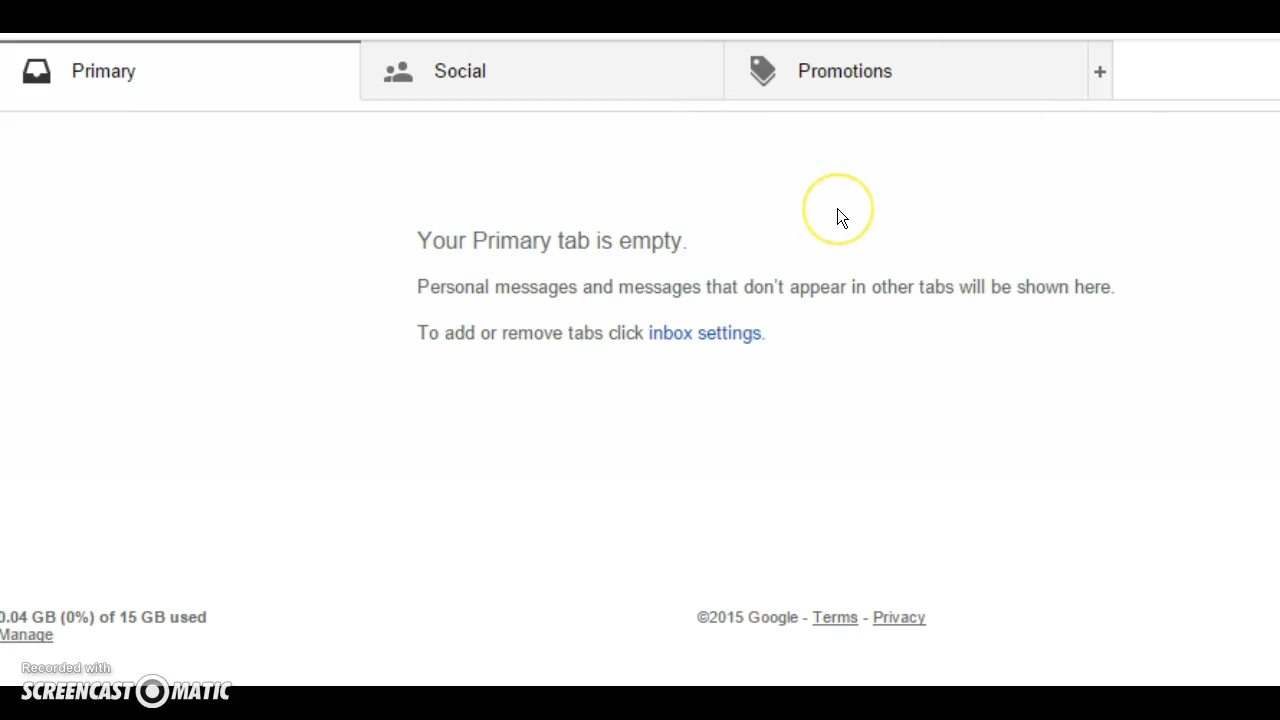 Primary
Social
Promotions
+
Your Primary tab is empty.
Personal messages and messages that don't appear in other tabs will be shown here.
To add or remove tabs click inbox settings.
0.04 GB (0%) of 15 GB used
Manage
©2015 Google - Terms - Privacy
Recorded with
SCREENCAST-O-MATIC